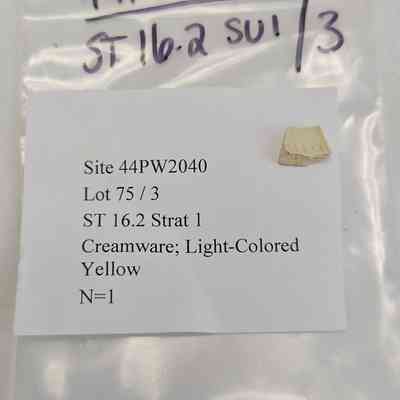 ST 16.2 SU1 / 3
Site 44PW2040
Lot 75 / 3
ST 16.2 Strat 1
Creamware; Light-Colored
Yellow
N=1